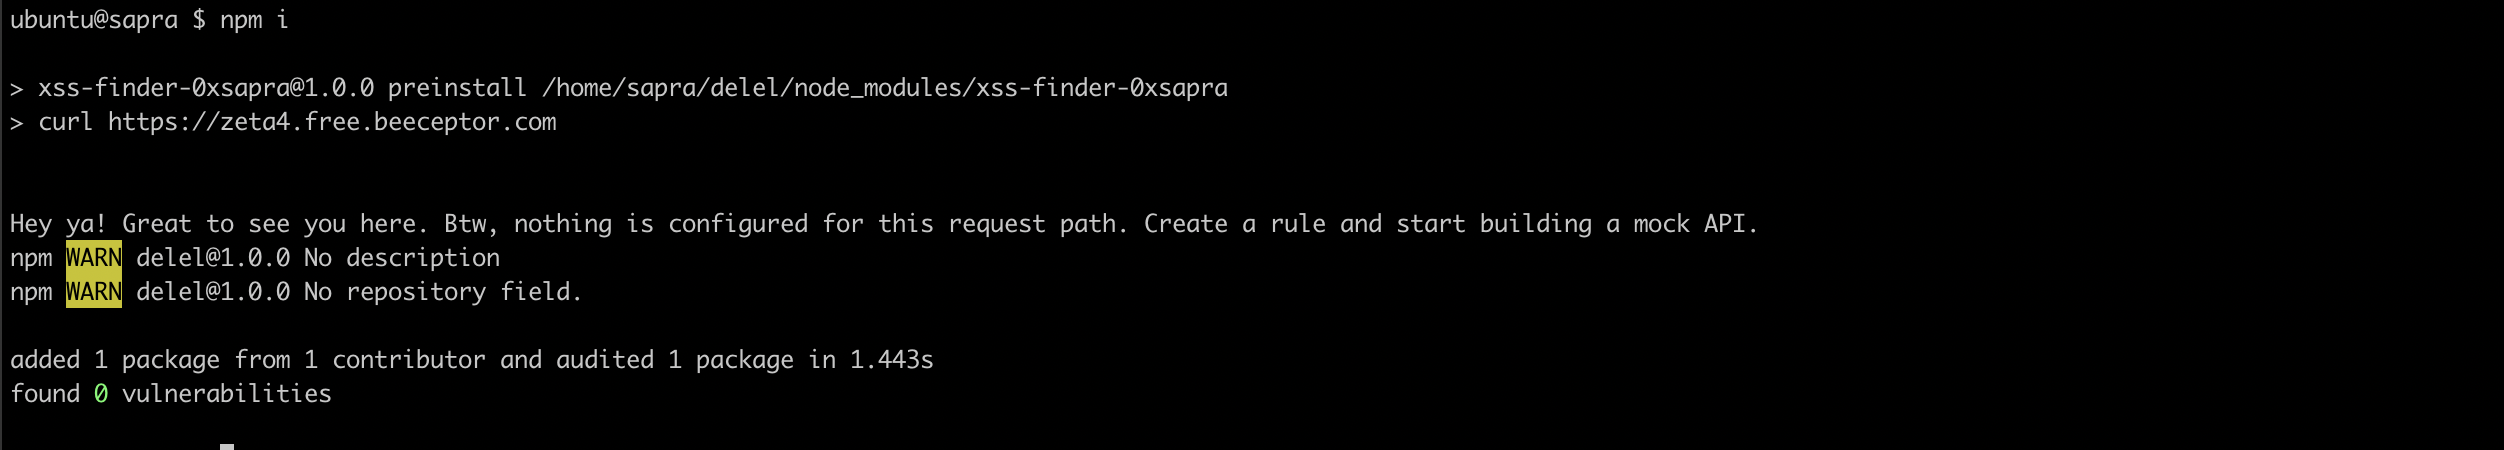 ubuntu@sapra $ npm i
> xss-finder-0xsapra@1.0.0 preinstall /home/sapra/delel/node_modules/xss-finder-0xsapra
> curl https://zeta4.free.beeceptor.com
Hey ya! Great to see you here. Btw, nothing is configured for this request path. Create a rule and start building a mock API.
npm WARN delel@1.0.0 No description
npm WARN delel@1.0.0 No repository field.
added 1 package from 1 contributor and audited 1 package in 1.443s
found 0 vulnerabilities